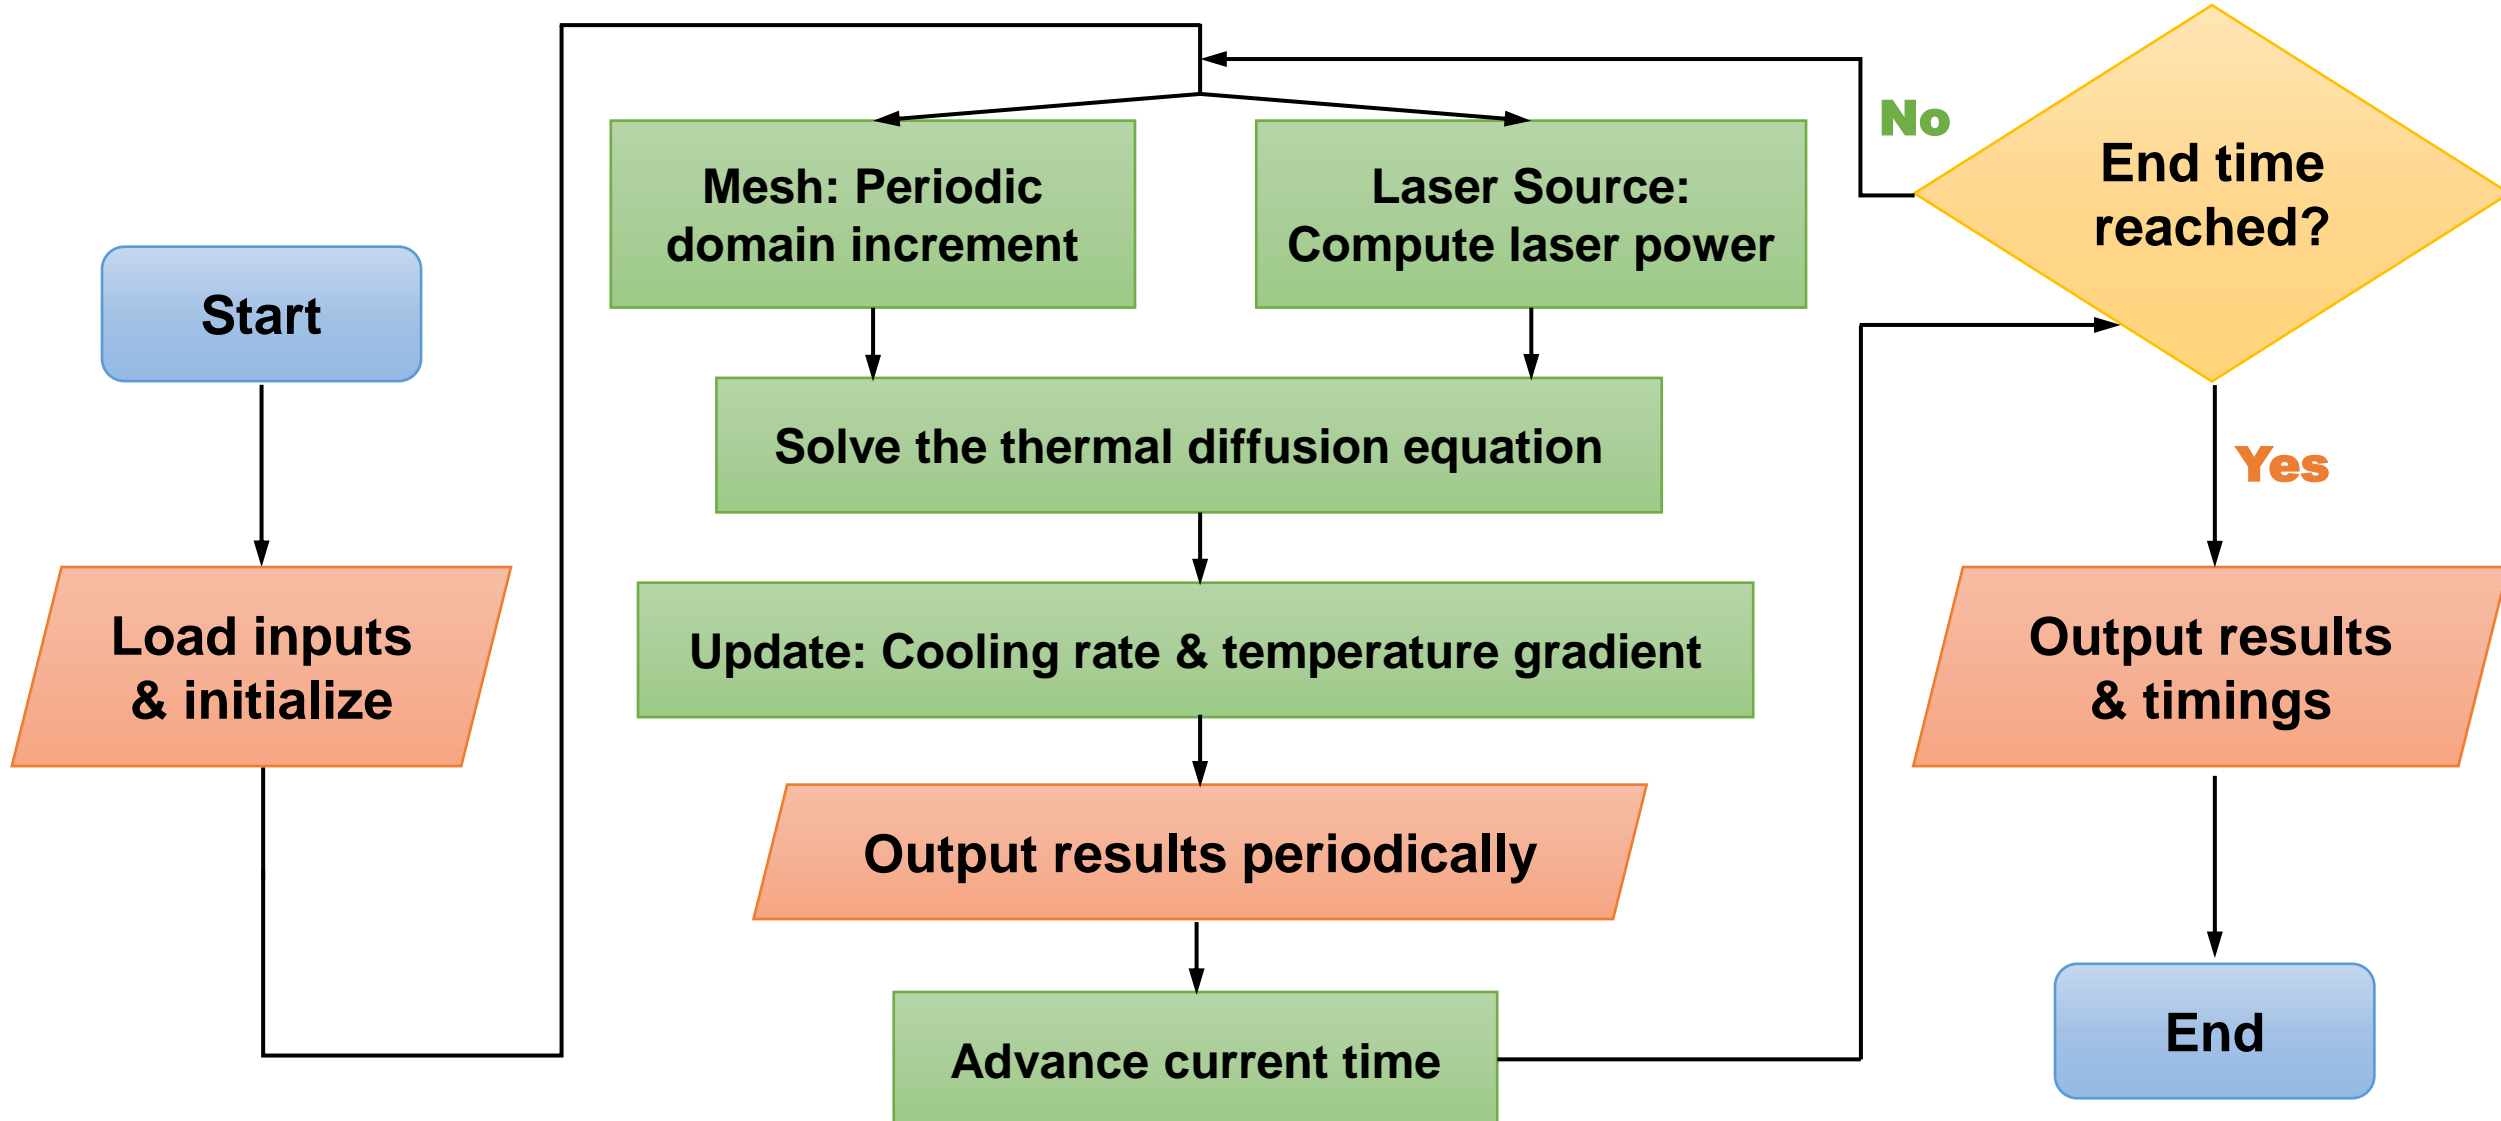 Start
Load inputs
& initialize
Mesh: Periodic
domain increment
Laser Source:
Compute laser power
Solve the thermal diffusion equation
Update: Cooling rate & temperature gradient
Output results periodically
Advance current time
End time
reached?
No
Yes
Output results
& timings
End